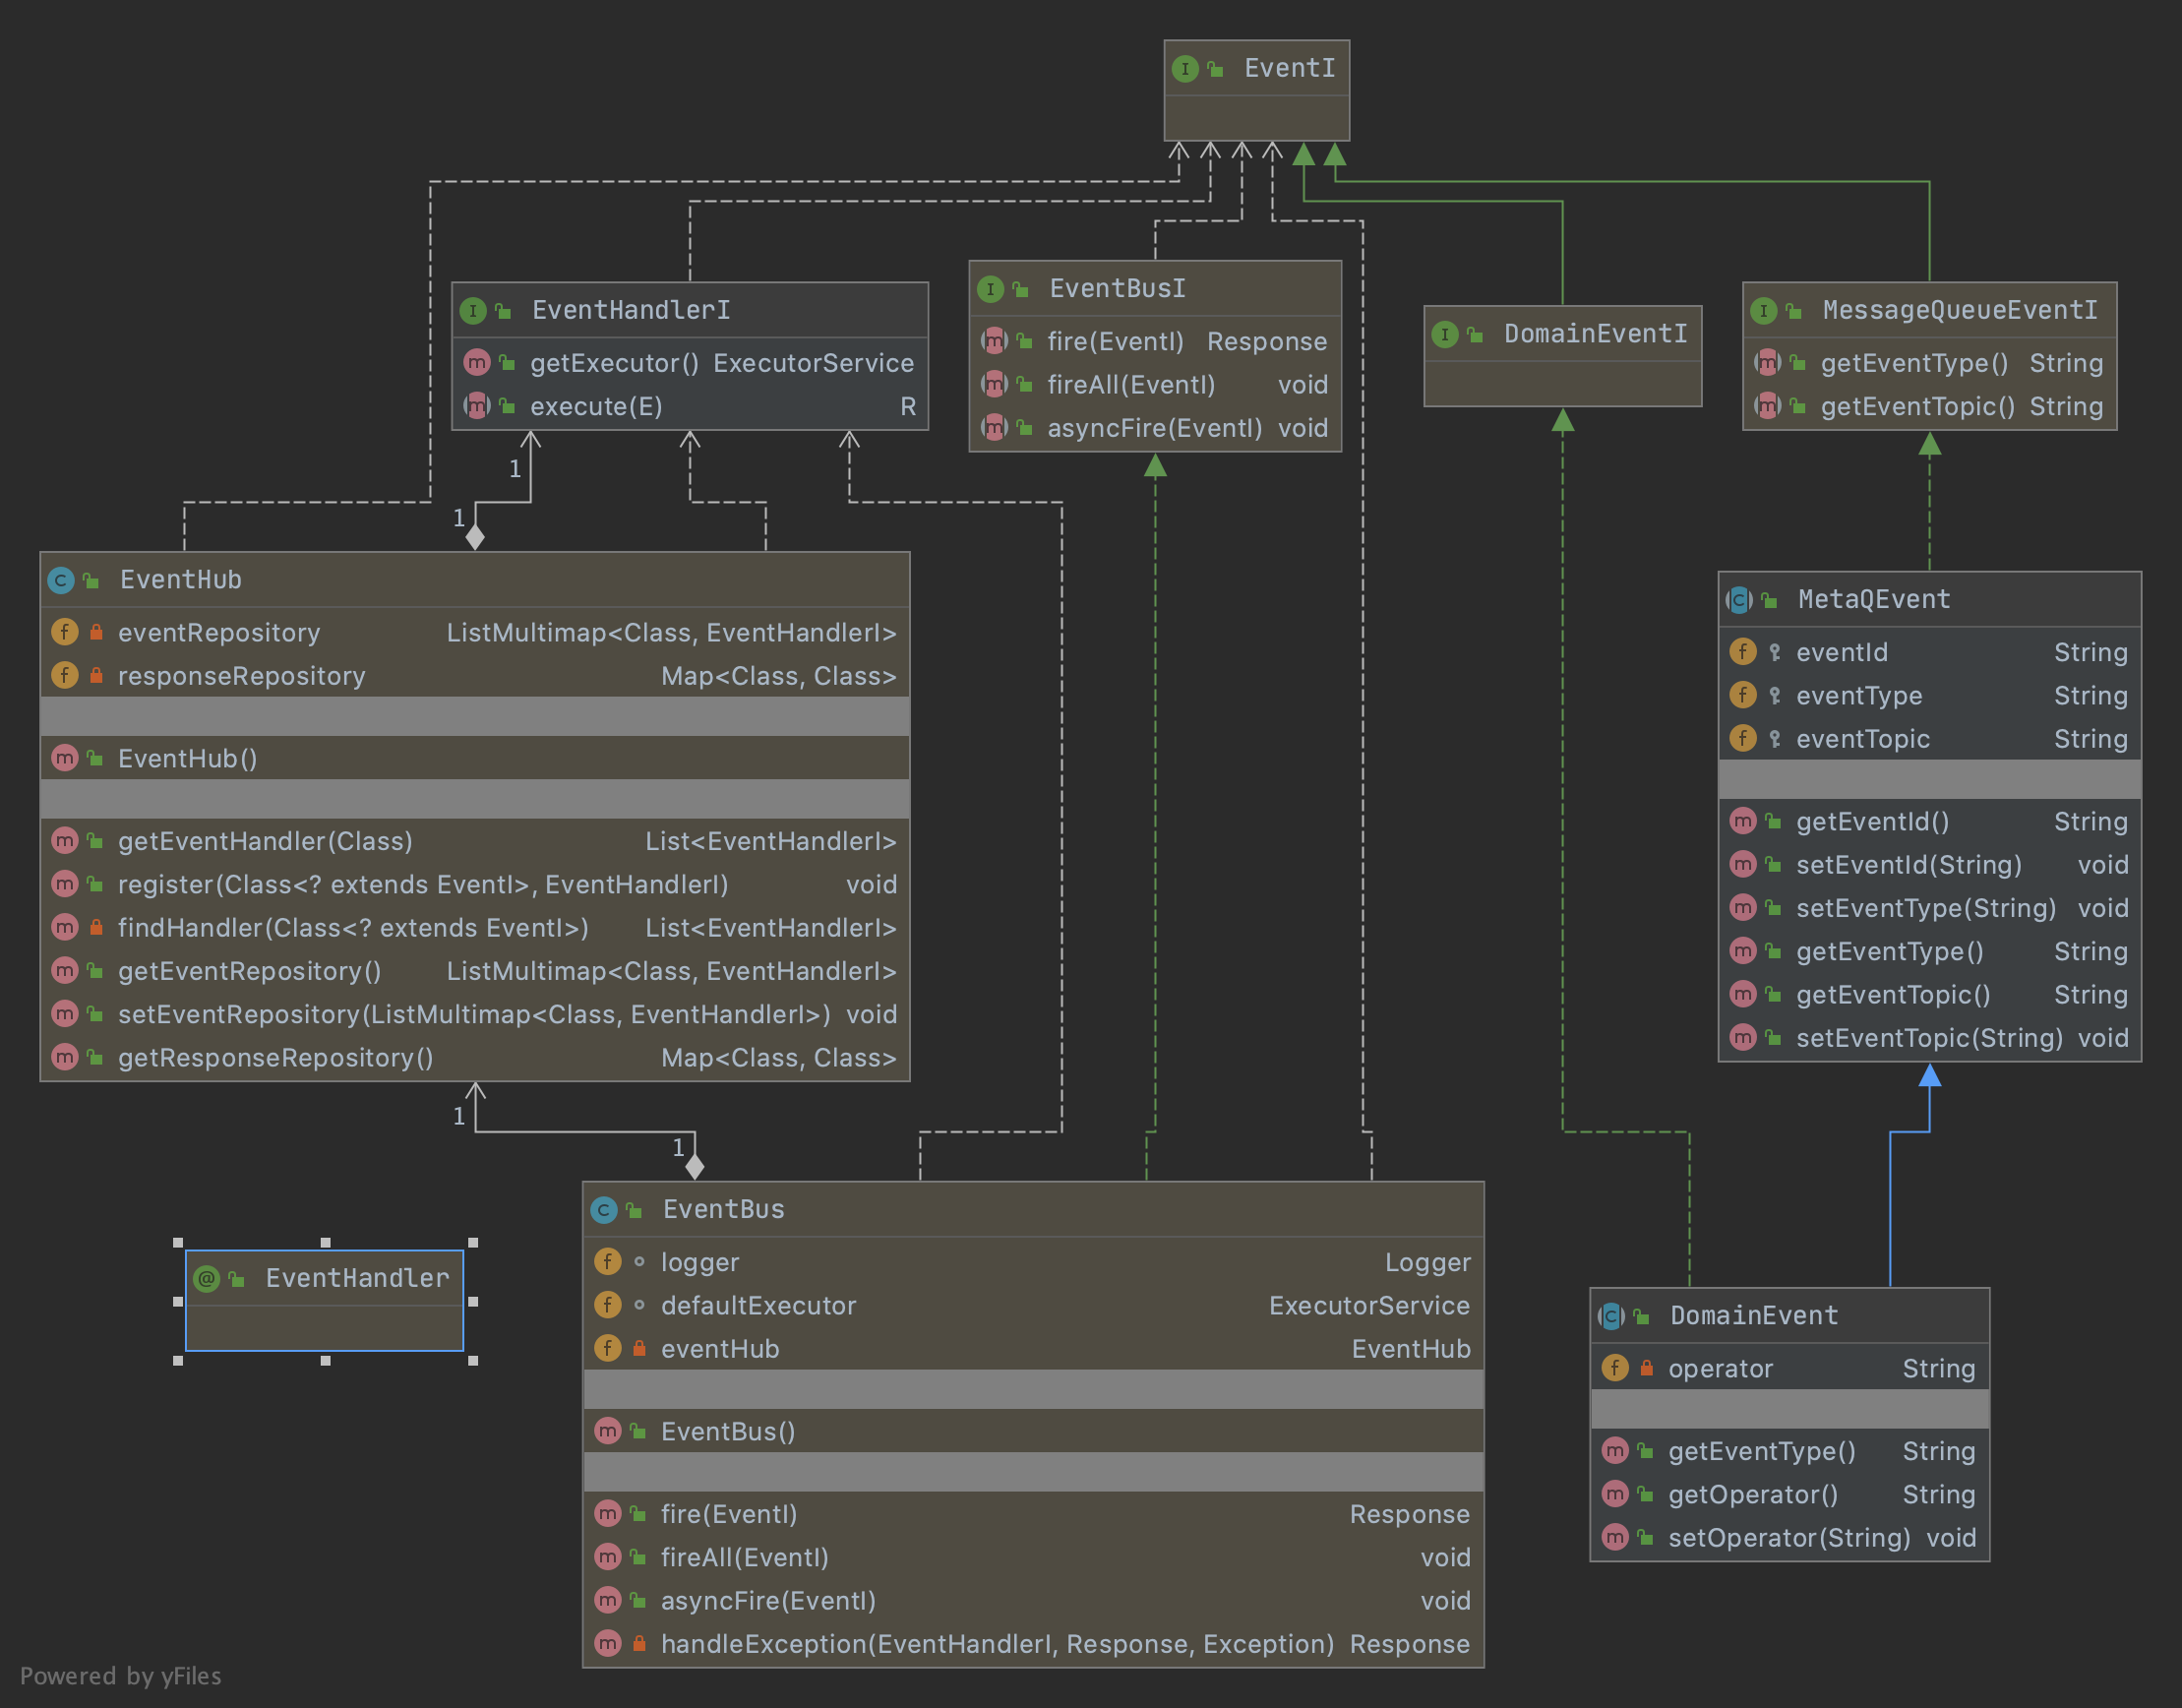 EventI
EventHandlerI
getExecutor() ExecutorService
execute(E) R
EventBusI
fire(EventI) Response
fireAll(EventI) void
asyncFire(EventI) void
DomainEventI
MessageQueueEventI
getEventType() String
getEventTopic() String
1
1
EventHub
eventRepository ListMultimap<Class, EventHandlerI>
responseRepository Map<Class, Class>
EventHub()
getEventHandler(Class) List<EventHandlerI>
register(Class<? extends EventI>, EventHandlerI) void
findHandler(Class<? extends EventI>) List<EventHandlerI>
getEventRepository() ListMultimap<Class, EventHandlerI>
setEventRepository(ListMultimap<Class, EventHandlerI>) void
getResponseRepository() Map<Class, Class>
MetaQEvent
eventId String
eventType String
eventTopic String
getEventId() String
setEventId(String) void
setEventType(String) void
getEventType() String
getEventTopic() String
setEventTopic(String) void
1
1
EventHandler
EventBus
logger Logger
defaultExecutor ExecutorService
eventHub EventHub
EventBus()
fire(EventI) Response
fireAll(EventI) void
asyncFire(EventI) void
handleException(EventHandlerI, Response, Exception) Response
DomainEvent
operator String
getEventType() String
getOperator() String
setOperator(String) void
Powered by yFiles